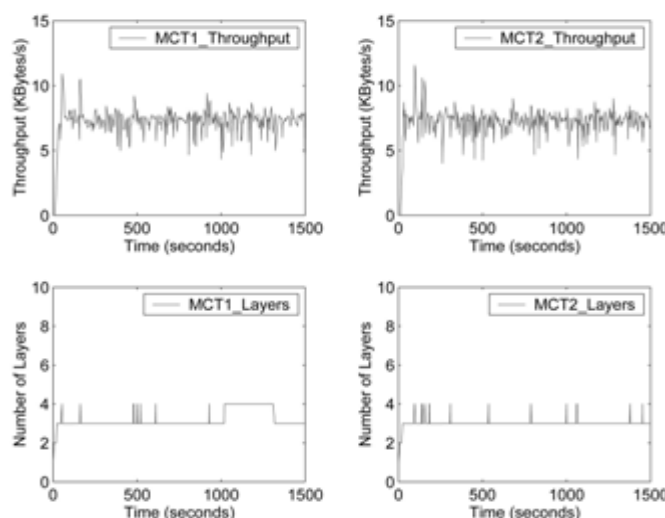 MCT1_Throughput
Throughput (KBytes/s)
15
10
5
0
0 500 1000 1500
Time (seconds)
MCT2_Throughput
Throughput (KBytes/s)
15
10
5
0
0 500 1000 1500
Time (seconds)
MCT1_Layers
Number of Layers
10
8
6
4
2
0
0 500 1000 1500
Time (seconds)
MCT2_Layers
Number of Layers
10
8
6
4
2
0
0 500 1000 1500
Time (seconds)